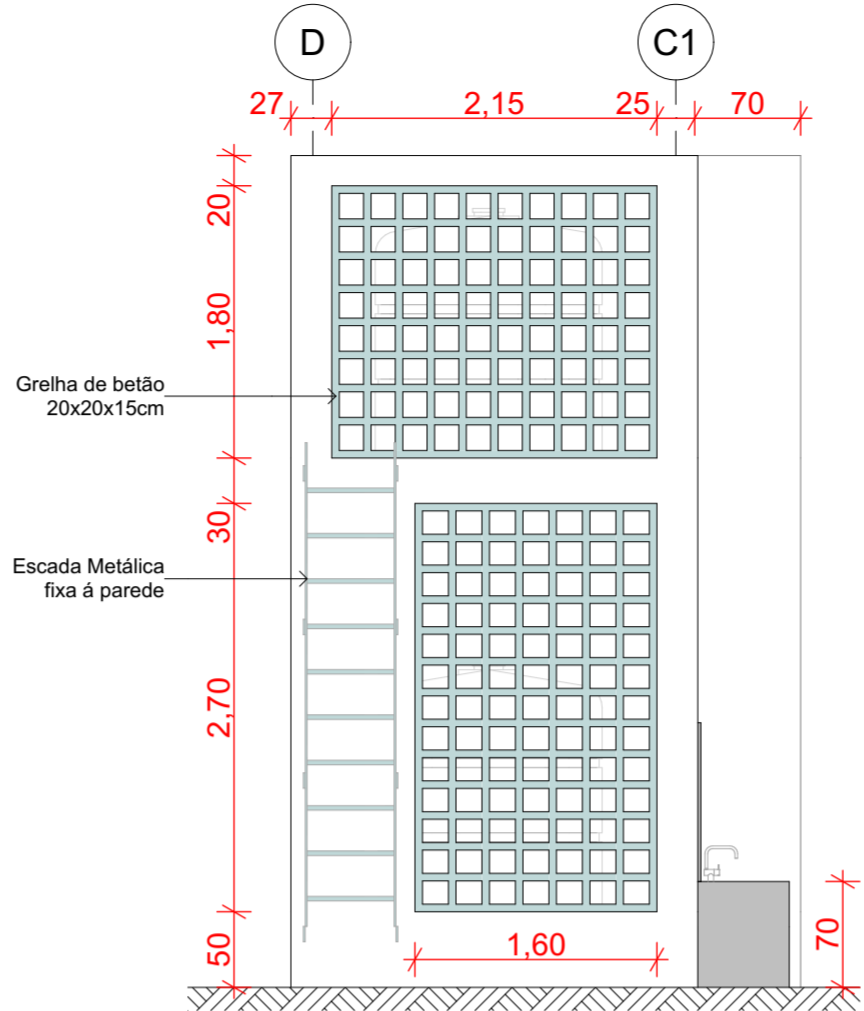 D
C1
27
2,15
25
70
20
1,80
Grelha de betão
20x20x15cm
30
Escada Metálica
fixa á parede
2,70
50
1,60
70